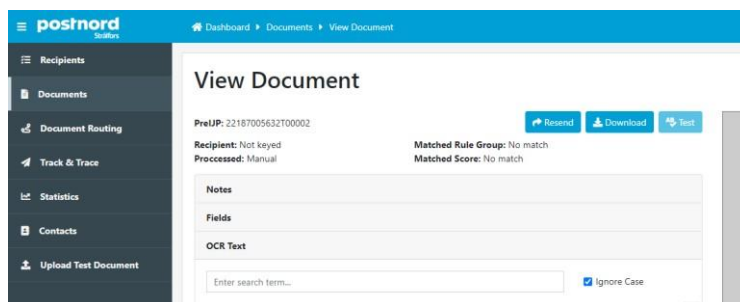 postnord
Strålfors
Dashboard Documents View Document
Recipients
Documents
Document Routing
Track & Trace
Statistics
Contacts
Upload Test Document
View Document
PreIJP: 22187005632T00002
Resend Download Test
Recipient: Not keyed Matched Rule Group: No match
Proccessed: Manual Matched Score: No match
Notes
Fields
OCR Text
Enter search term... Ignore Case